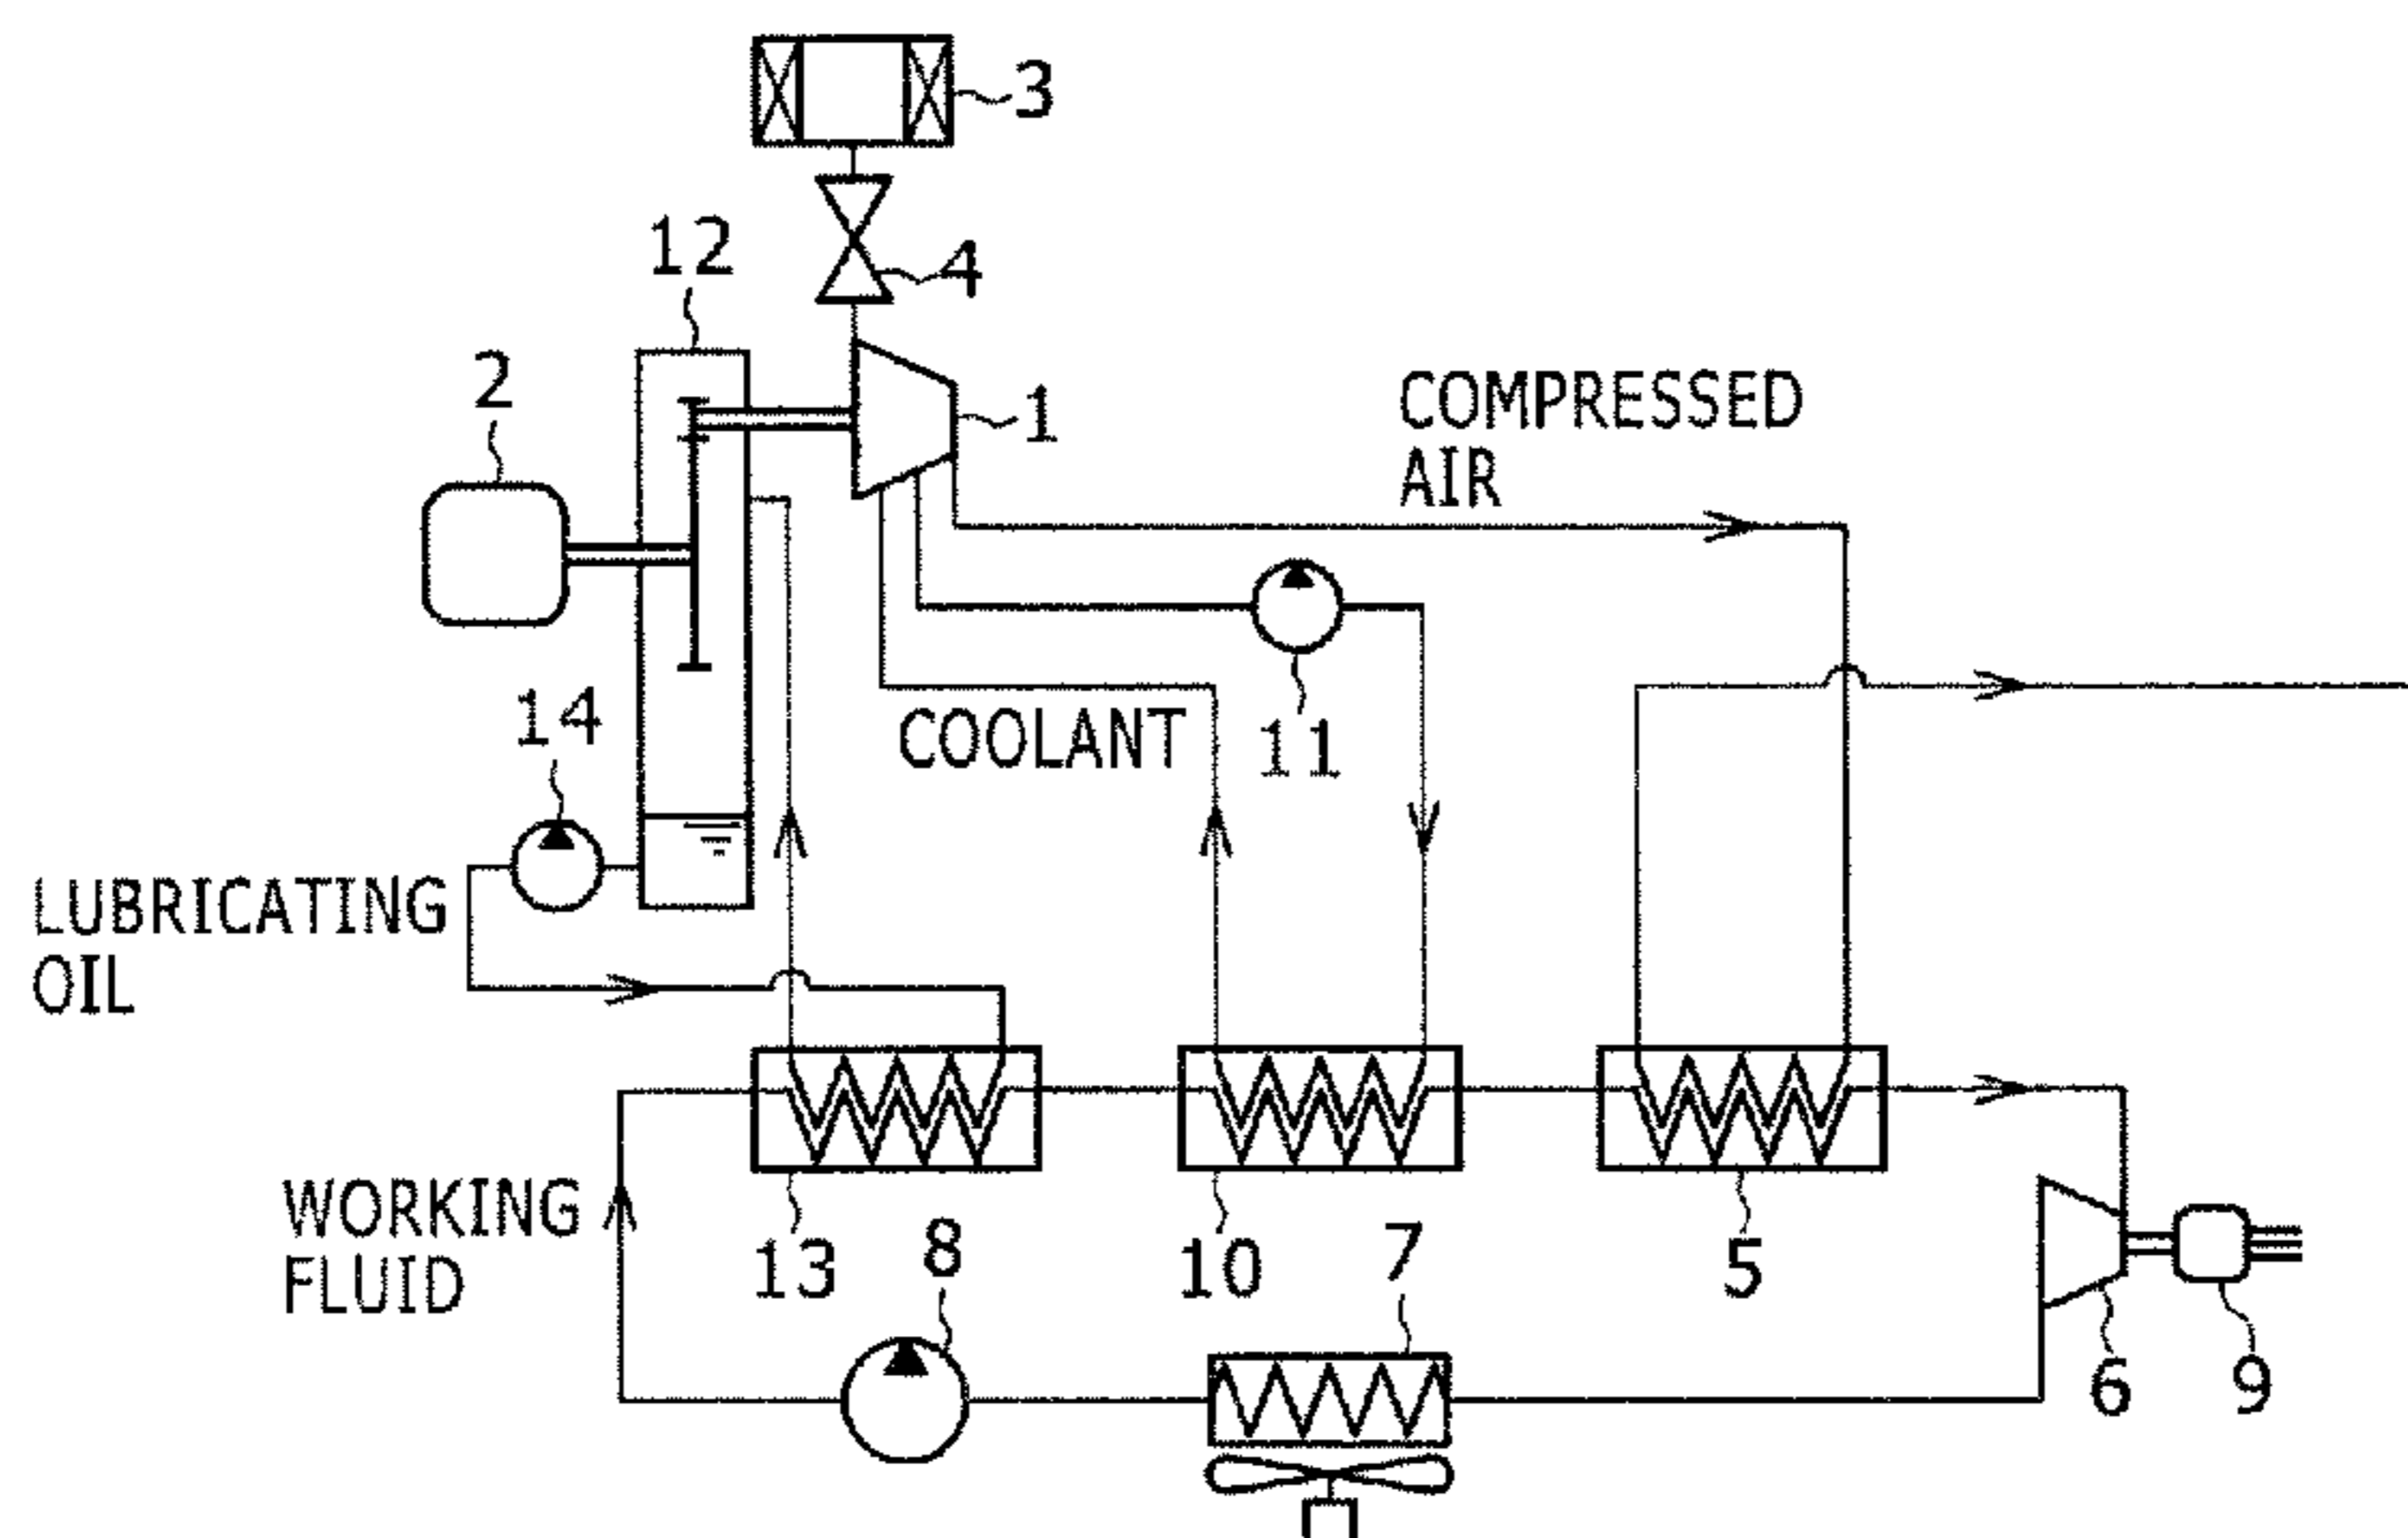 3
12
4
2
1
COMPRESSED
AIR
14
COOLANT
11
LUBRICATING
OIL
WORKING
FLUID
13
8
10
7
5
6
9